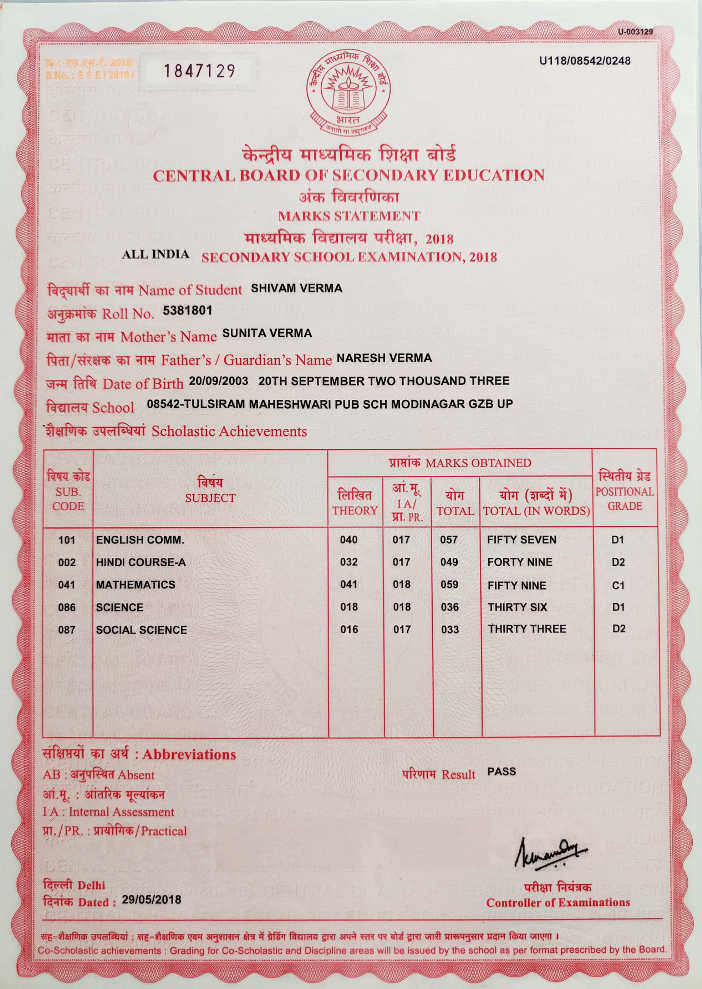 U-003129
क्र.: एस.एस.ई. 2018/
S.No.: S S E / 2018 /
1847129
U118/08542/0248
केन्द्रीय माध्यमिक शिक्षा बोर्ड
भारत
केन्द्रीय माध्यमिक शिक्षा बोर्ड
CENTRAL BOARD OF SECONDARY EDUCATION
अंक विवरणिका
MARKS STATEMENT
माध्यमिक विद्यालय परीक्षा, 2018
ALL INDIA SECONDARY SCHOOL EXAMINATION, 2018
विद्यार्थी का नाम Name of Student SHIVAM VERMA
अनुक्रमांक Roll No. 5381801
माता का नाम Mother's Name SUNITA VERMA
पिता/संरक्षक का नाम Father's / Guardian's Name NARESH VERMA
जन्म तिथि Date of Birth 20/09/2003 20TH SEPTEMBER TWO THOUSAND THREE
विद्यालय School 08542-TULSIRAM MAHESHWARI PUB SCH MODINAGAR GZB UP
शैक्षणिक उपलब्धियां Scholastic Achievements
विषय कोड SUB. CODE विषय SUBJECT प्राप्तांक MARKS OBTAINED स्थितीय ग्रेड POSITIONAL GRADE
लिखित THEORY आं.मू. I A/ प्रा. PR. योग TOTAL योग (शब्दों में) TOTAL (IN WORDS)
101 ENGLISH COMM. 040 017 057 FIFTY SEVEN D1
002 HINDI COURSE-A 032 017 049 FORTY NINE D2
041 MATHEMATICS 041 018 059 FIFTY NINE C1
086 SCIENCE 018 018 036 THIRTY SIX D1
087 SOCIAL SCIENCE 016 017 033 THIRTY THREE D2
संक्षिप्तयों का अर्थ : Abbreviations
AB : अनुपस्थित Absent
परिणाम Result PASS
आं.मू. : आंतरिक मूल्यांकन
I A : Internal Assessment
प्रा./PR. : प्रायोगिक/Practical
दिल्ली Delhi
दिनांक Dated : 29/05/2018
परीक्षा नियंत्रक
Controller of Examinations
सह-शैक्षणिक उपलब्धियां : सह-शैक्षणिक एवम अनुशासन क्षेत्र में ग्रेडिंग विद्यालय द्वारा अपने स्तर पर बोर्ड द्वारा जारी प्रारूपनुसार प्रदान किया जाएगा ।
Co-Scholastic achievements : Grading for Co-Scholastic and Discipline areas will be issued by the school as per format prescribed by the Board.